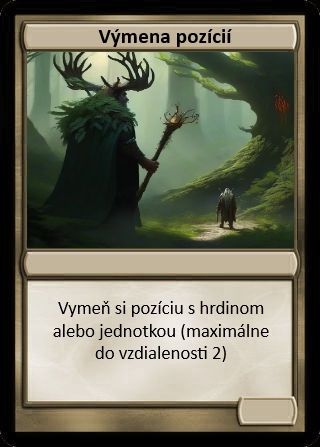 Výmena pozícií
Vymeň si pozíciu s hrdinom
alebo jednotkou (maximálne
do vzdialenosti 2)